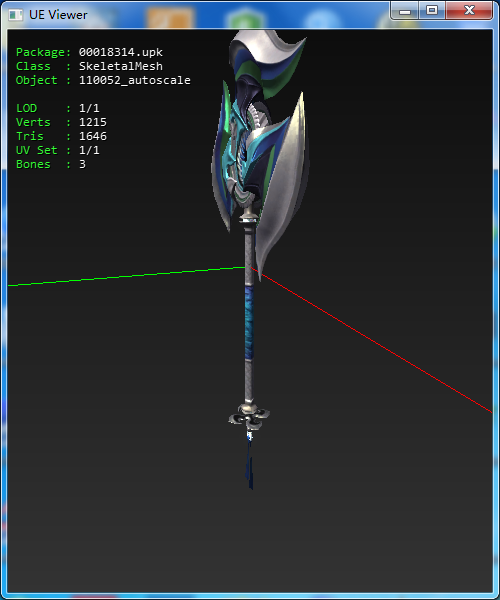 UE Viewer
Package: 00018314.upk
Class : SkeletalMesh
Object : 110052_autoscale
LOD : 1/1
Verts : 1215
Tris : 1646
UV Set : 1/1
Bones : 3